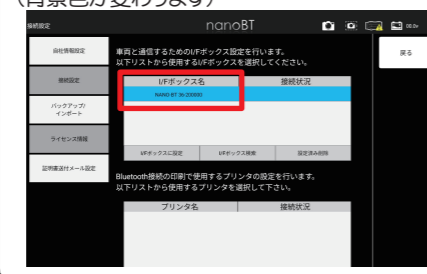 （背景色が変わります）
接続設定
nanoBT
00.0v
自社情報設定
接続設定
バックアップ/
インポート
ライセンス情報
証明書送付メール設定
車両と通信するためのI/Fボックス設定を行います。
以下リストから使用するI/Fボックスを選択してください。
I/Fボックス名
接続状況
NANO BT 3b:200000
I/Fボックスに設定
I/Fボックス検索
設定済み削除
Bluetooth接続の印刷で使用するプリンタの設定を行います。
以下リストから使用するプリンタを選択して下さい。
プリンタ名
接続状況
戻る